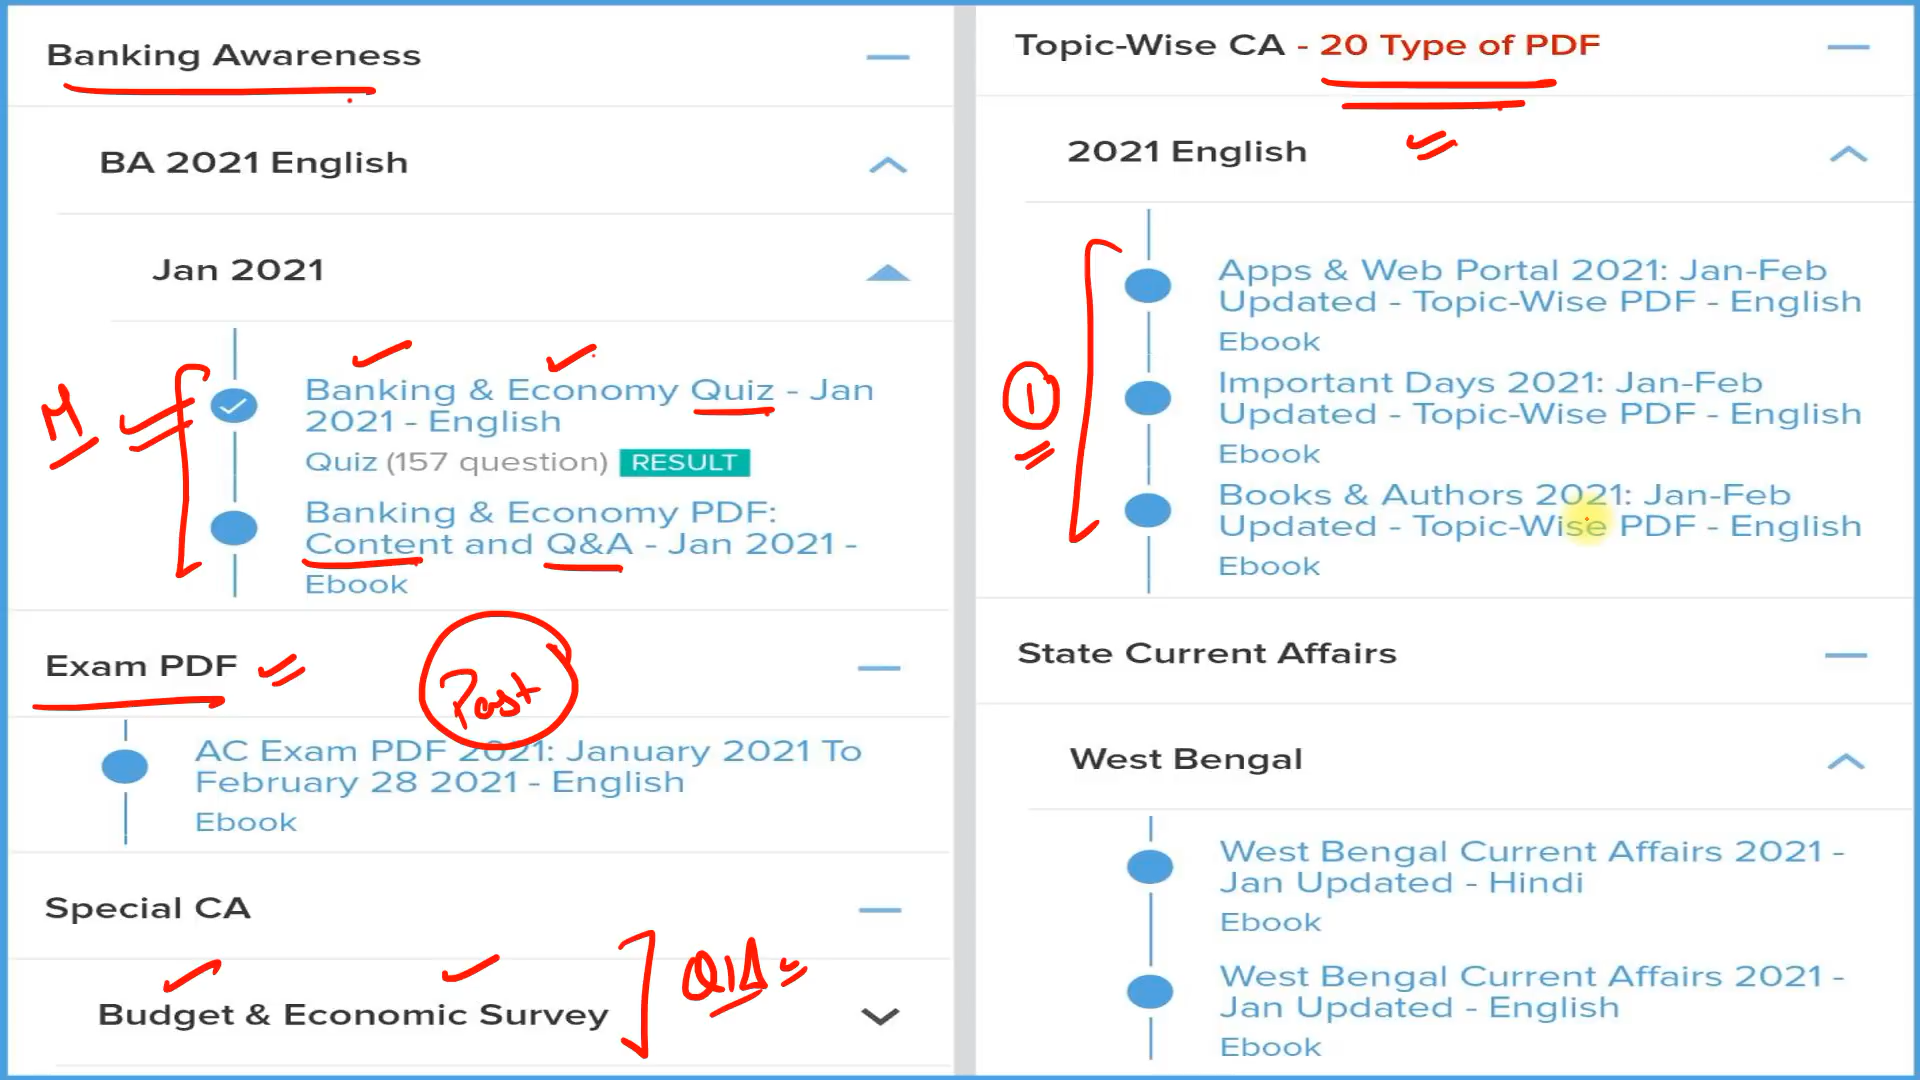 Banking Awareness
BA 2021 English
Jan 2021
Banking & Economy Quiz - Jan
2021 - English
Quiz (157 question) RESULT
Banking & Economy PDF:
Content and Q&A - Jan 2021 -
Ebook
M
Exam PDF
Past
AC Exam PDF 2021: January 2021 To
February 28 2021 - English
Ebook
Special CA
Budget & Economic Survey
Q/A
Topic-Wise CA - 20 Type of PDF
2021 English
Apps & Web Portal 2021: Jan-Feb
Updated - Topic-Wise PDF - English
Ebook
Important Days 2021: Jan-Feb
Updated - Topic-Wise PDF - English
Ebook
Books & Authors 2021: Jan-Feb
Updated - Topic-Wise PDF - English
Ebook
1
State Current Affairs
West Bengal
West Bengal Current Affairs 2021 -
Jan Updated - Hindi
Ebook
West Bengal Current Affairs 2021 -
Jan Updated - English
Ebook